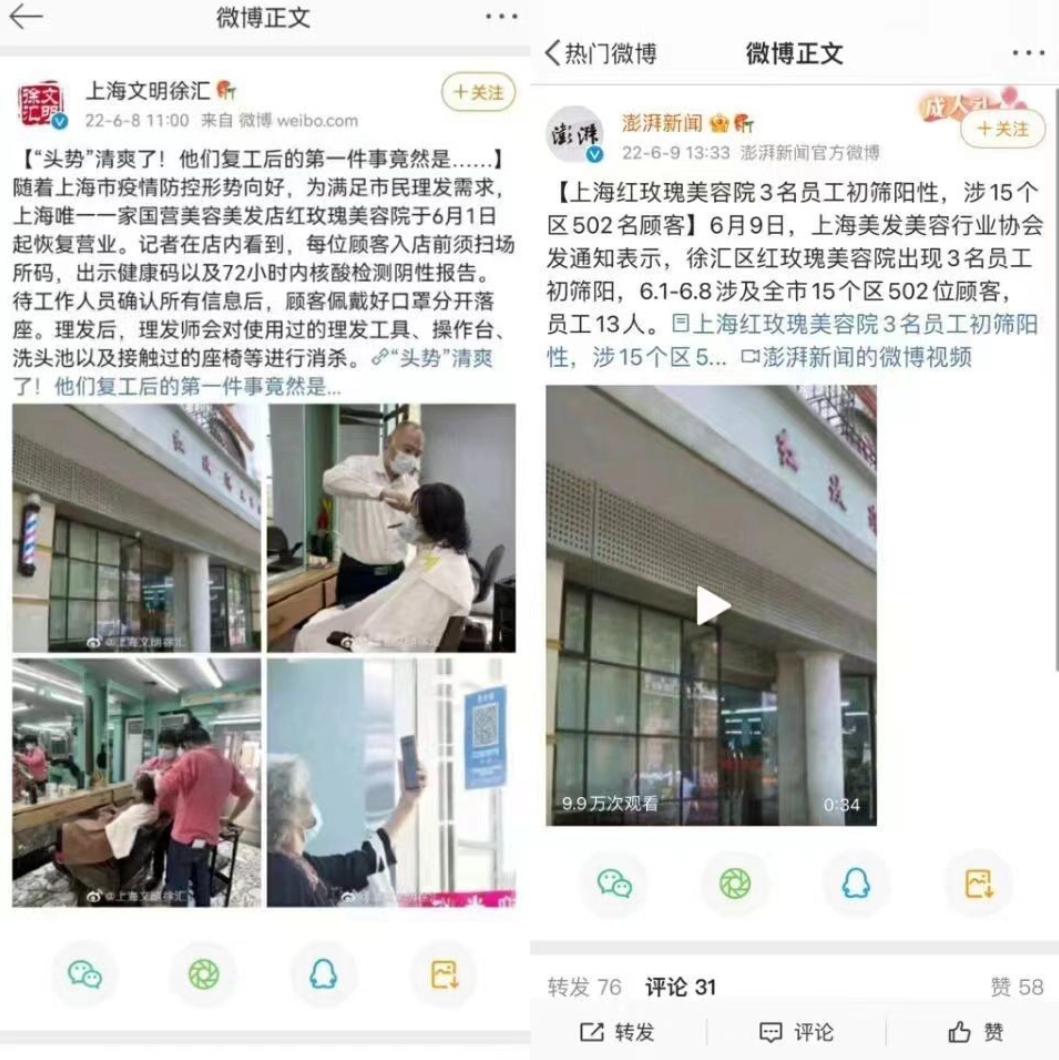 微博正文
上海文明徐汇
+关注
22-6-8 11:00 来自 微博 weibo.com
【“头势”清爽了！他们复工后的第一件事竟然是……】
随着上海市疫情防控形势向好，为满足市民理发需求，
上海唯一一家国营美容美发店红玫瑰美容院于6月1日
起恢复营业。记者在店内看到，每位顾客入店前须扫场
所码，出示健康码以及72小时内核酸检测阴性报告。
待工作人员确认所有信息后，顾客佩戴好口罩分开落
座。理发后，理发师会对使用过的理发工具、操作台、
洗头池以及接触过的座椅等进行消杀。“头势”清爽
了！他们复工后的第一件事竟然是...
@上海文明徐汇
@上海文明徐汇
热门微博
微博正文
澎湃
澎湃新闻
+关注
22-6-9 13:33 澎湃新闻官方微博
【上海红玫瑰美容院3名员工初筛阳性，涉15个
区502名顾客】6月9日，上海美发美容行业协会
发通知表示，徐汇区红玫瑰美容院出现3名员工
初筛阳，6.1-6.8涉及全市15个区502位顾客，
员工13人。上海红玫瑰美容院3名员工初筛阳
性，涉15个区5... 澎湃新闻的微博视频
9.9万次观看
0:34
转发 76 评论 31 赞 58
转发 评论 赞